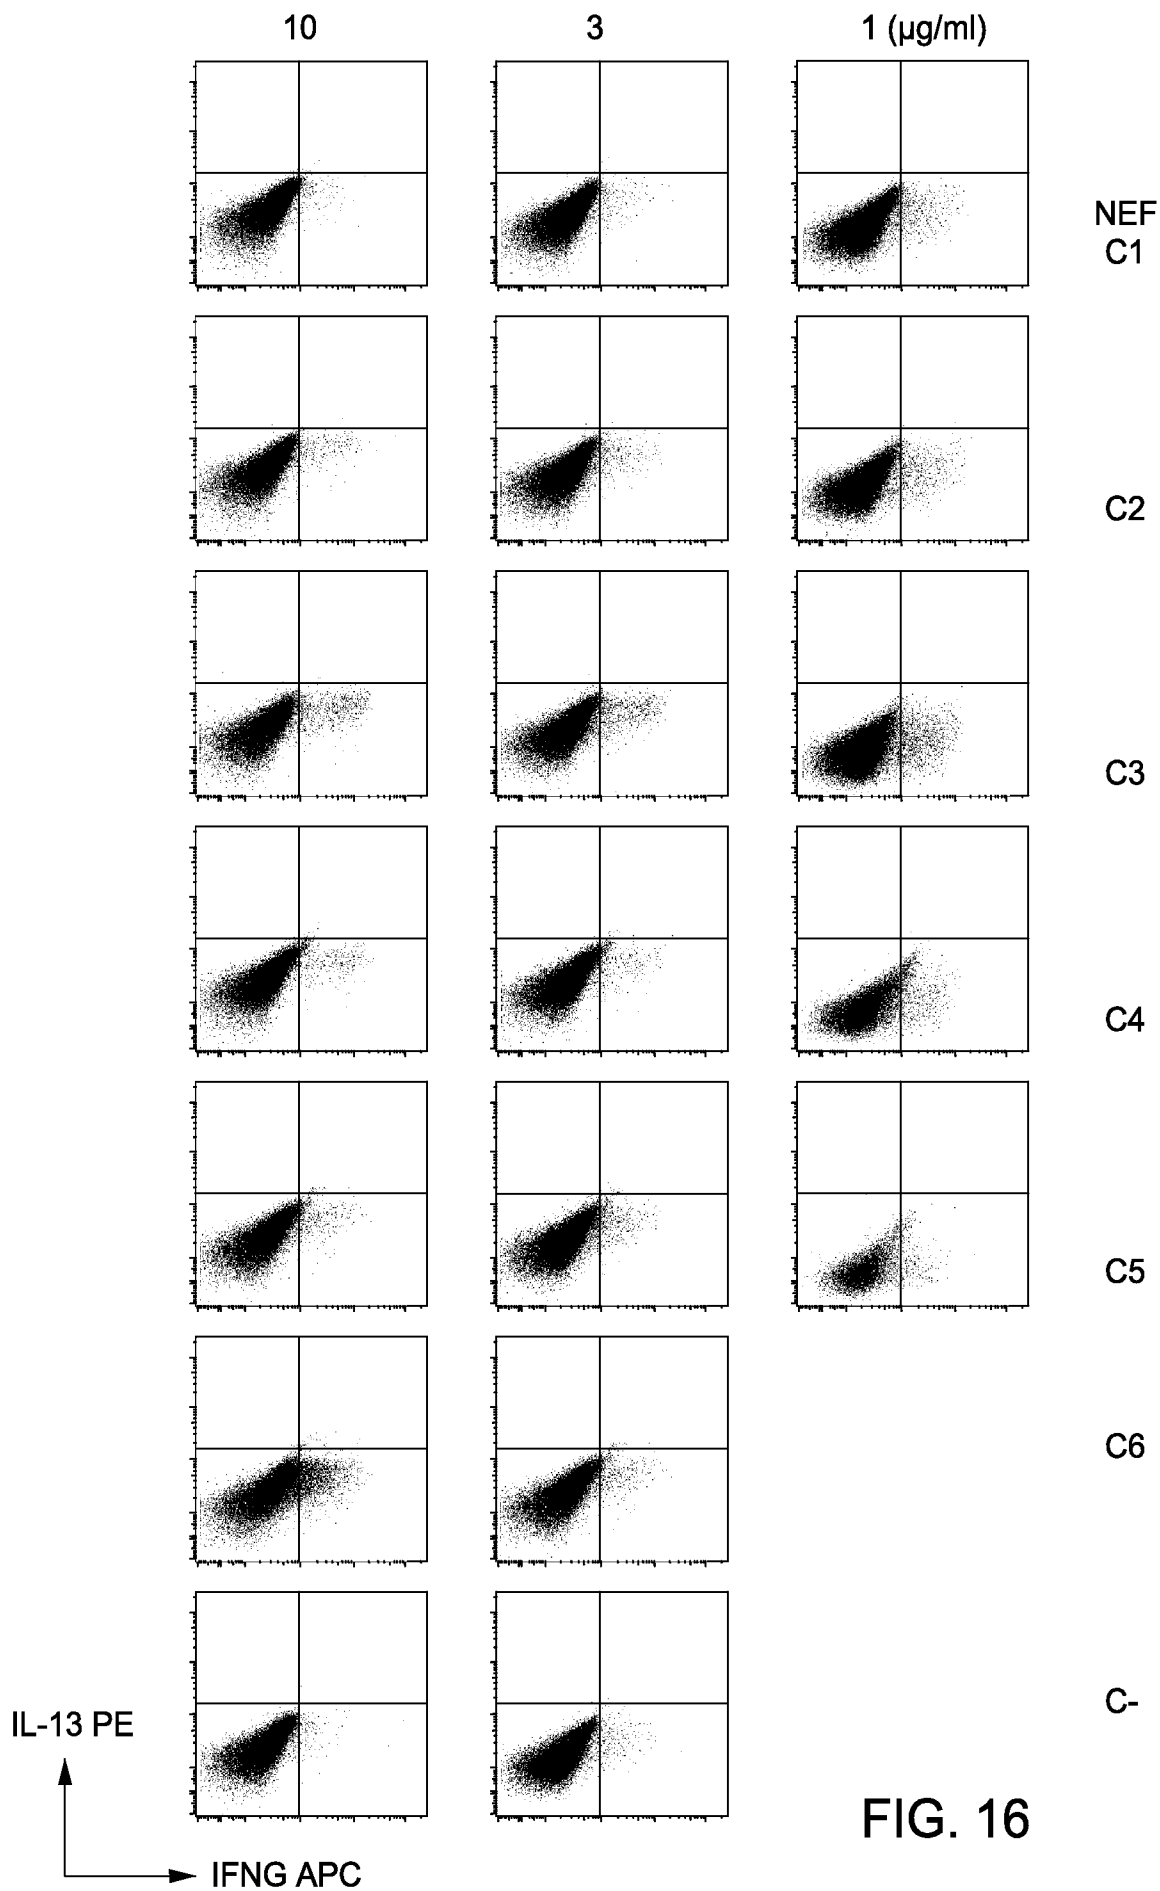 10 3 1 (µg/ml)
NEF
C1
C2
C3
C4
C5
C6
C-
IL-13 PE
IFNG APC
FIG. 16